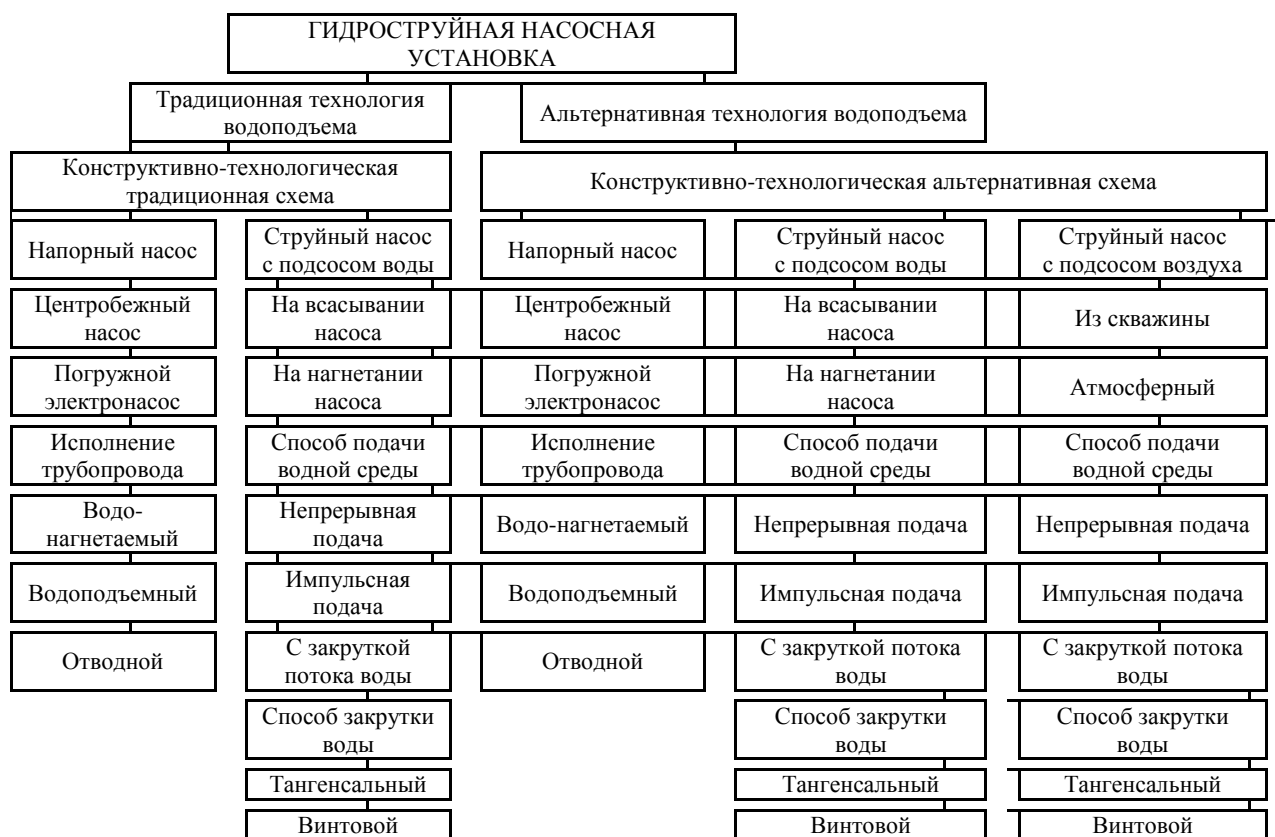 ГИДРОСТРУЙНАЯ НАСОСНАЯ
УСТАНОВКА
Традиционная технология
водоподъема
Альтернативная технология водоподъема
Конструктивно-технологическая
традиционная схема
Конструктивно-технологическая альтернативная схема
Напорный насос
Струйный насос
с подсосом воды
Напорный насос
Струйный насос
с подсосом воды
Струйный насос
с подсосом воздуха
Центробежный
насос
На всасывании
насоса
Центробежный
насос
На всасывании
насоса
Из скважины
Погружной
электронасос
На нагнетании
насоса
Погружной
электронасос
На нагнетании
насоса
Атмосферный
Исполнение
трубопровода
Способ подачи
водной среды
Исполнение
трубопровода
Способ подачи
водной среды
Способ подачи
водной среды
Водо-
нагнетаемый
Непрерывная
подача
Водо-нагнетаемый
Непрерывная подача
Непрерывная подача
Водоподъемный
Импульсная
подача
Водоподъемный
Импульсная подача
Импульсная подача
Отводной
С закруткой
потока воды
Отводной
С закруткой потока
воды
С закруткой потока
воды
Способ закрутки
воды
Способ закрутки
воды
Способ закрутки
воды
Тангенсальный
Тангенсальный
Тангенсальный
Винтовой
Винтовой
Винтовой